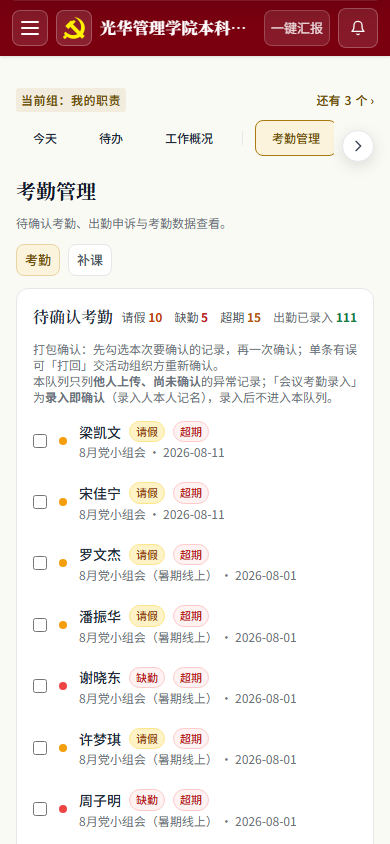 光华管理学院本科…
一键汇报
当前组：我的职责
还有 3 个 ›
今天
待办
工作概况
考勤管理
考勤管理
待确认考勤、出勤申诉与考勤数据查看。
考勤
补课
待确认考勤 请假 10 缺勤 5 超期 15 出勤已录入 111
打包确认：先勾选本次要确认的记录，再一次确认；单条有误
可「打回」交活动组织方重新确认。
本队列只列他人上传、尚未确认的异常记录；「会议考勤录入」
为录入即确认（录入人本人记名），录入后不进入本队列。
梁凯文 请假 超期
8月党小组会 · 2026-08-11
宋佳宁 请假 超期
8月党小组会 · 2026-08-11
罗文杰 请假 超期
8月党小组会（暑期线上） · 2026-08-01
潘振华 请假 超期
8月党小组会（暑期线上） · 2026-08-01
谢晓东 缺勤 超期
8月党小组会（暑期线上） · 2026-08-01
许梦琪 请假 超期
8月党小组会（暑期线上） · 2026-08-01
周子明 缺勤 超期
8月党小组会（暑期线上） · 2026-08-01